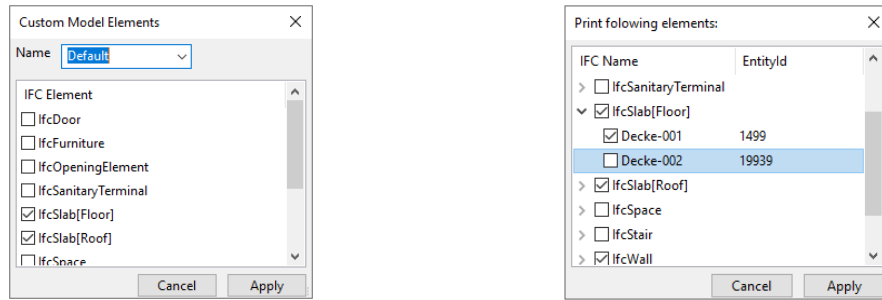 Custom Model Elements
Name Default
IFC Element
IfcDoor
IfcFurniture
IfcOpeningElement
IfcSanitaryTerminal
IfcSlab[Floor]
IfcSlab[Roof]
IfcSpace
Cancel Apply
Print folowing elements:
IFC Name EntityId
IfcSanitaryTerminal
IfcSlab[Floor]
Decke-001 1499
Decke-002 19939
IfcSlab[Roof]
IfcSpace
IfcStair
IfcWall
Cancel Apply